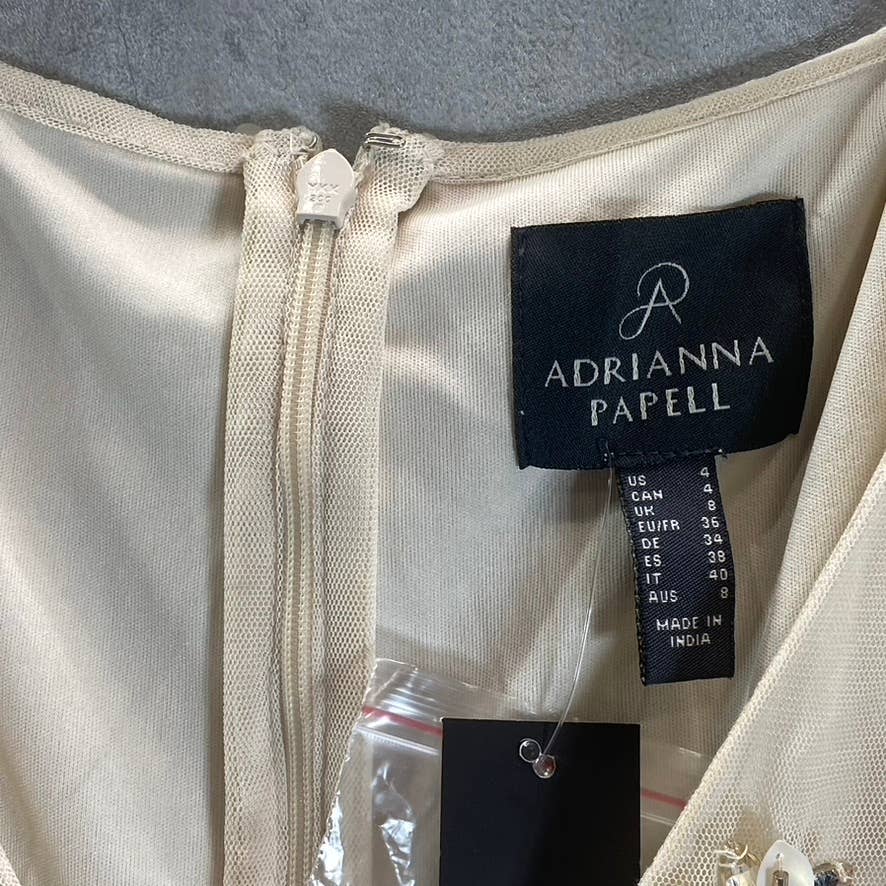 YKK
ADRIANNA
PAPELL
US 4
CAN 4
UK 8
EU/FR 36
DE 34
ES 38
IT 40
AUS 8
MADE IN
INDIA